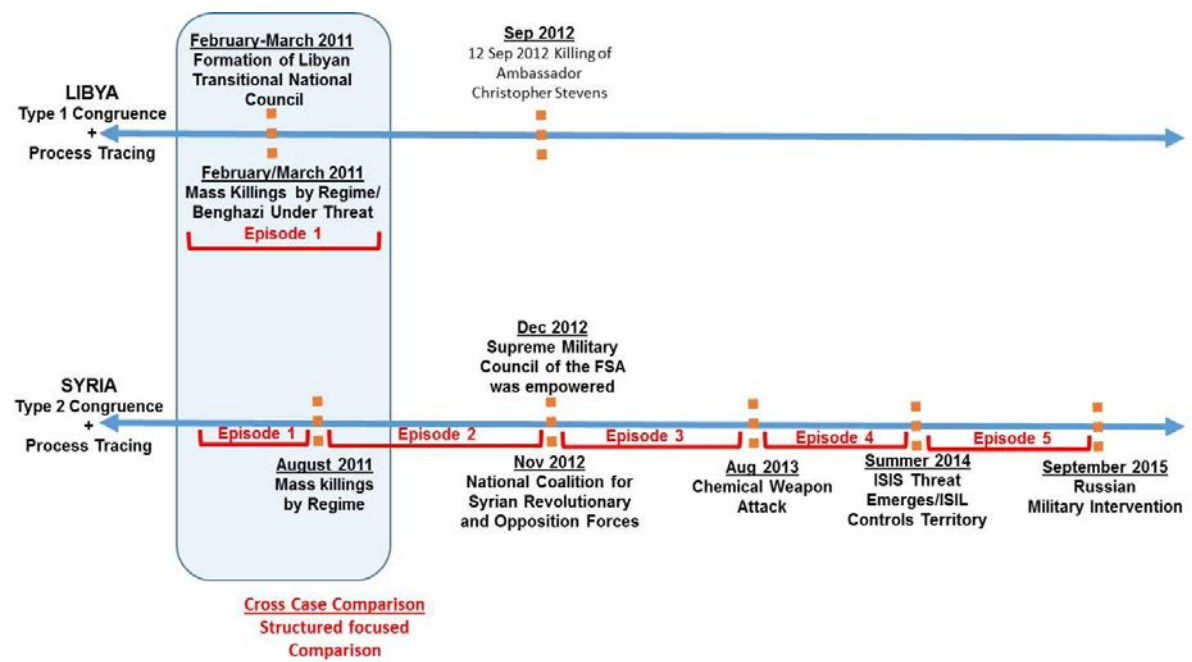 February-March 2011
Formation of Libyan
Transitional National
Council
Sep 2012
12 Sep 2012 Killing of
Ambassador
Christopher Stevens
LIBYA
Type 1 Congruence
+
Process Tracing
February/March 2011
Mass Killings by Regime/
Benghazi Under Threat
Episode 1
Dec 2012
Supreme Military
Council of the FSA
was empowered
SYRIA
Type 2 Congruence
+
Process Tracing
Episode 1
Episode 2
Episode 3
Episode 4
Episode 5
August 2011
Mass killings
by Regime
Nov 2012
National Coalition for
Syrian Revolutionary
and Opposition Forces
Aug 2013
Chemical Weapon
Attack
Summer 2014
ISIS Threat
Emerges/ISIL
Controls Territory
September 2015
Russian
Military Intervention
Cross Case Comparison
Structured focused
Comparison